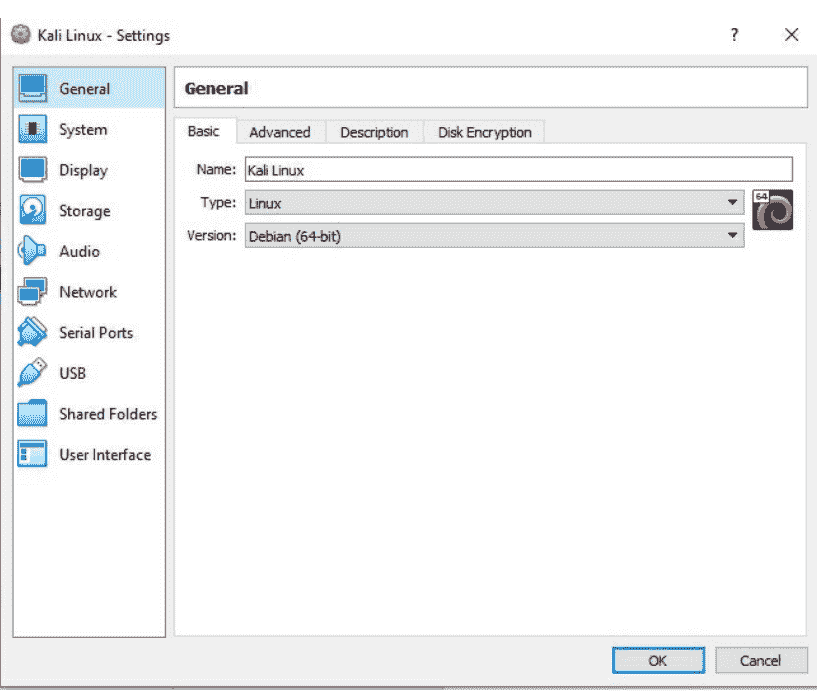 Kali Linux - Settings
?
General
System
Display
Storage
Audio
Network
Serial Ports
USB
Shared Folders
User Interface
General
Basic Advanced Description Disk Encryption
Name: Kali Linux
Type: Linux
64
Version: Debian (64-bit)
OK Cancel